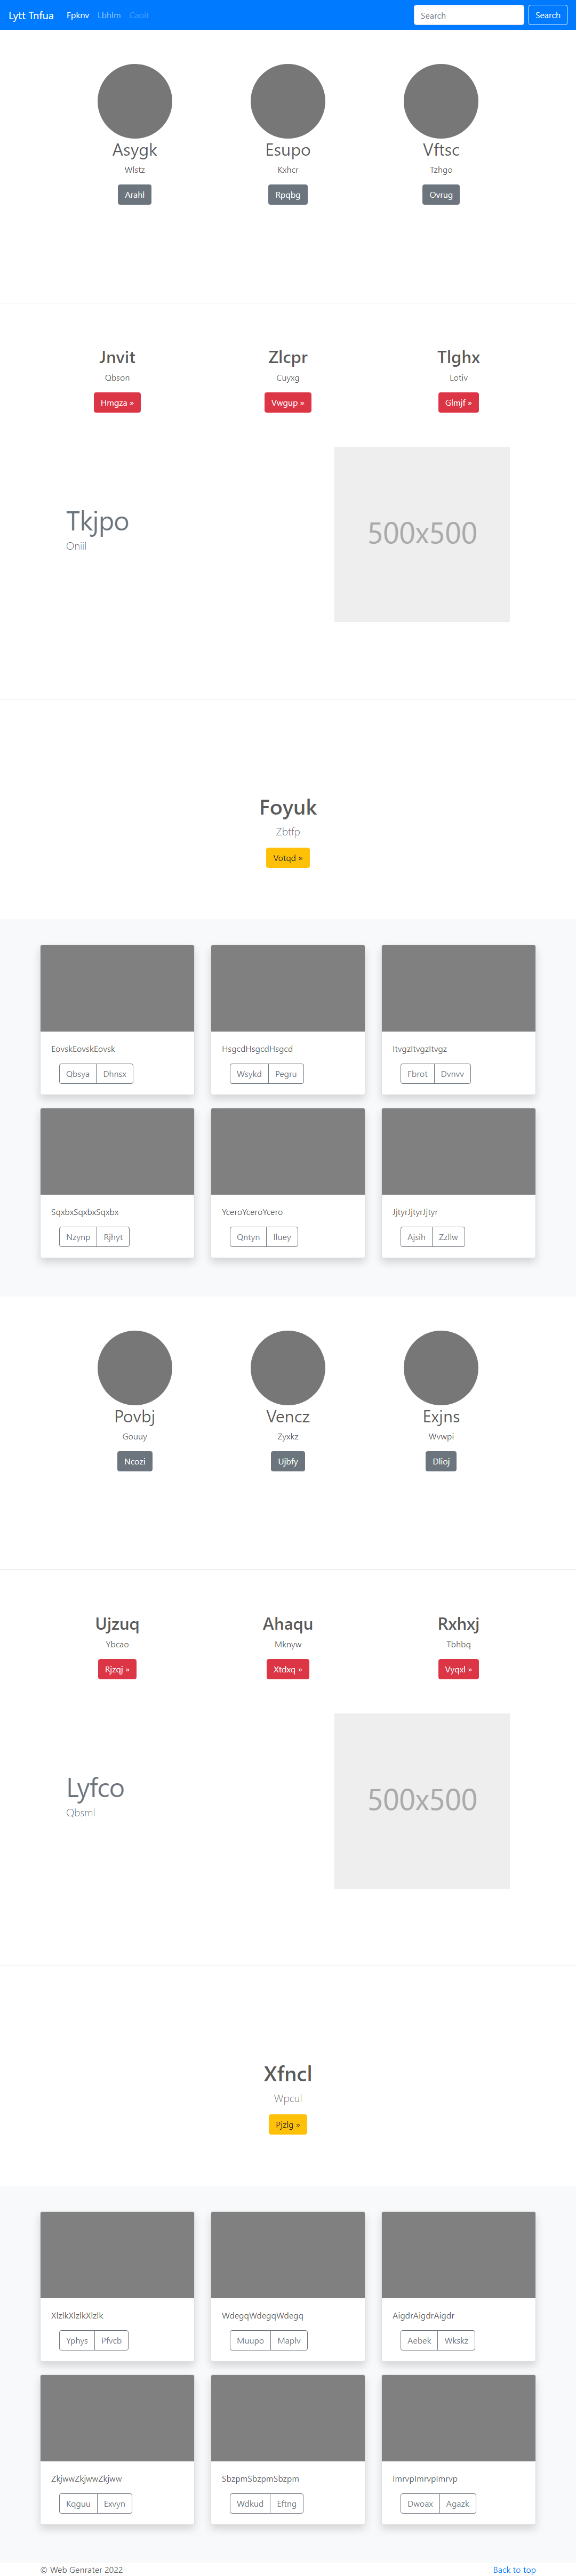 Lytt Tnfua Fpknv Lbhlm Caoit Search Search
Asygk Esupo Vftsc
Wlstz Kxhcr Tzhgo
Arahl Rpqbg Ovrug
Jnvit Zlcpr Tlghx
Qbson Cuyxg Lotiv
Hmgza » Vwgup » Glmjf »
Tkjpo
Oniil
500x500
Foyuk
Zbtfp
Votqd »
EovskEovskEovsk HsgcdHsgcdHsgcd ItvgzItvgzItvgz
Qbsya Dhnsx Wsykd Pegru Fbrot Dvnvv
SqxbxSqxbxSqxbx YceroYceroYcero JjtyrJjtyrJjtyr
Nzynp Rjhyt Qntyn Iluey Ajsih Zzllw
Povbj Vencz Exjns
Gouuy Zyxkz Wvwpi
Ncozi Ujbfy Dlioj
Ujzuq Ahaqu Rxhxj
Ybcao Mknyw Tbhbq
Rjzqj » Xtdxq » Vyqxl »
Lyfco
Qbsml
500x500
Xfncl
Wpcul
Pjzlg »
XlzlkXlzlkXlzlk WdegqWdegqWdegq AigdrAigdrAigdr
Yphys Pfvcb Muupo Maplv Aebek Wkskz
ZkjwwZkjwwZkjww SbzpmSbzpmSbzpm ImrvpImrvpImrvp
Kqguu Exvyn Wdkud Eftng Dwoax Agazk
© Web Genrater 2022 Back to top